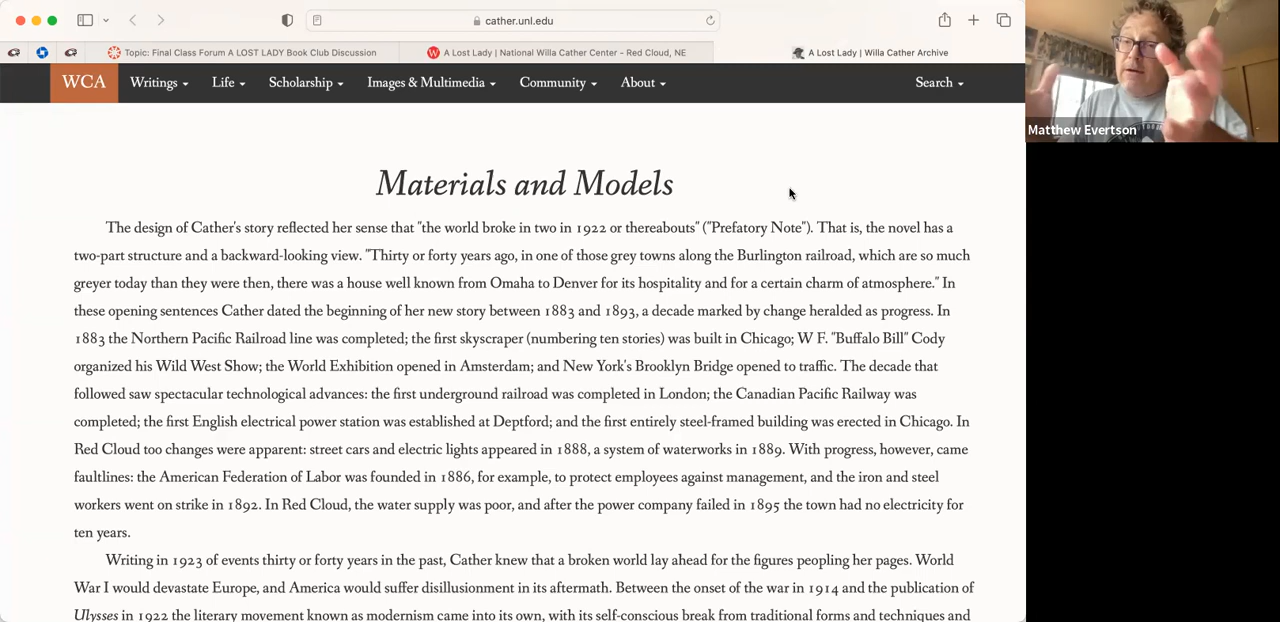 cather.unl.edu
Topic: Final Class Forum A LOST LADY Book Club Discussion
A Lost Lady | National Willa Cather Center - Red Cloud, NE
A Lost Lady | Willa Cather Archive
WCA Writings Life Scholarship Images & Multimedia Community About Search
Matthew Evertson
Materials and Models
The design of Cather's story reflected her sense that "the world broke in two in 1922 or thereabouts" ("Prefatory Note"). That is, the novel has a
two-part structure and a backward-looking view. "Thirty or forty years ago, in one of those grey towns along the Burlington railroad, which are so much
greyer today than they were then, there was a house well known from Omaha to Denver for its hospitality and for a certain charm of atmosphere." In
these opening sentences Cather dated the beginning of her new story between 1883 and 1893, a decade marked by change heralded as progress. In
1883 the Northern Pacific Railroad line was completed; the first skyscraper (numbering ten stories) was built in Chicago; W F. "Buffalo Bill" Cody
organized his Wild West Show; the World Exhibition opened in Amsterdam; and New York's Brooklyn Bridge opened to traffic. The decade that
followed saw spectacular technological advances: the first underground railroad was completed in London; the Canadian Pacific Railway was
completed; the first English electrical power station was established at Deptford; and the first entirely steel-framed building was erected in Chicago. In
Red Cloud too changes were apparent: street cars and electric lights appeared in 1888, a system of waterworks in 1889. With progress, however, came
faultlines: the American Federation of Labor was founded in 1886, for example, to protect employees against management, and the iron and steel
workers went on strike in 1892. In Red Cloud, the water supply was poor, and after the power company failed in 1895 the town had no electricity for
ten years.
Writing in 1923 of events thirty or forty years in the past, Cather knew that a broken world lay ahead for the figures peopling her pages. World
War I would devastate Europe, and America would suffer disillusionment in its aftermath. Between the onset of the war in 1914 and the publication of
Ulysses in 1922 the literary movement known as modernism came into its own, with its self-conscious break from traditional forms and techniques and